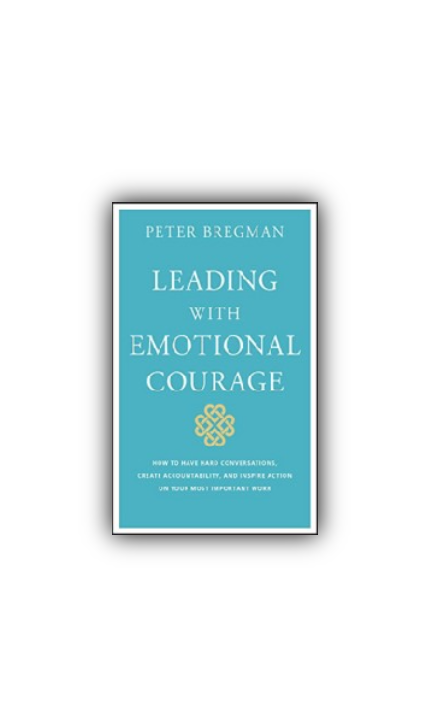 PETER BREGMAN
LEADING
WITH
EMOTIONAL
COURAGE
HOW TO HAVE HARD CONVERSATIONS,
CREATE ACCOUNTABILITY, AND INSPIRE ACTION
ON YOUR MOST IMPORTANT WORK